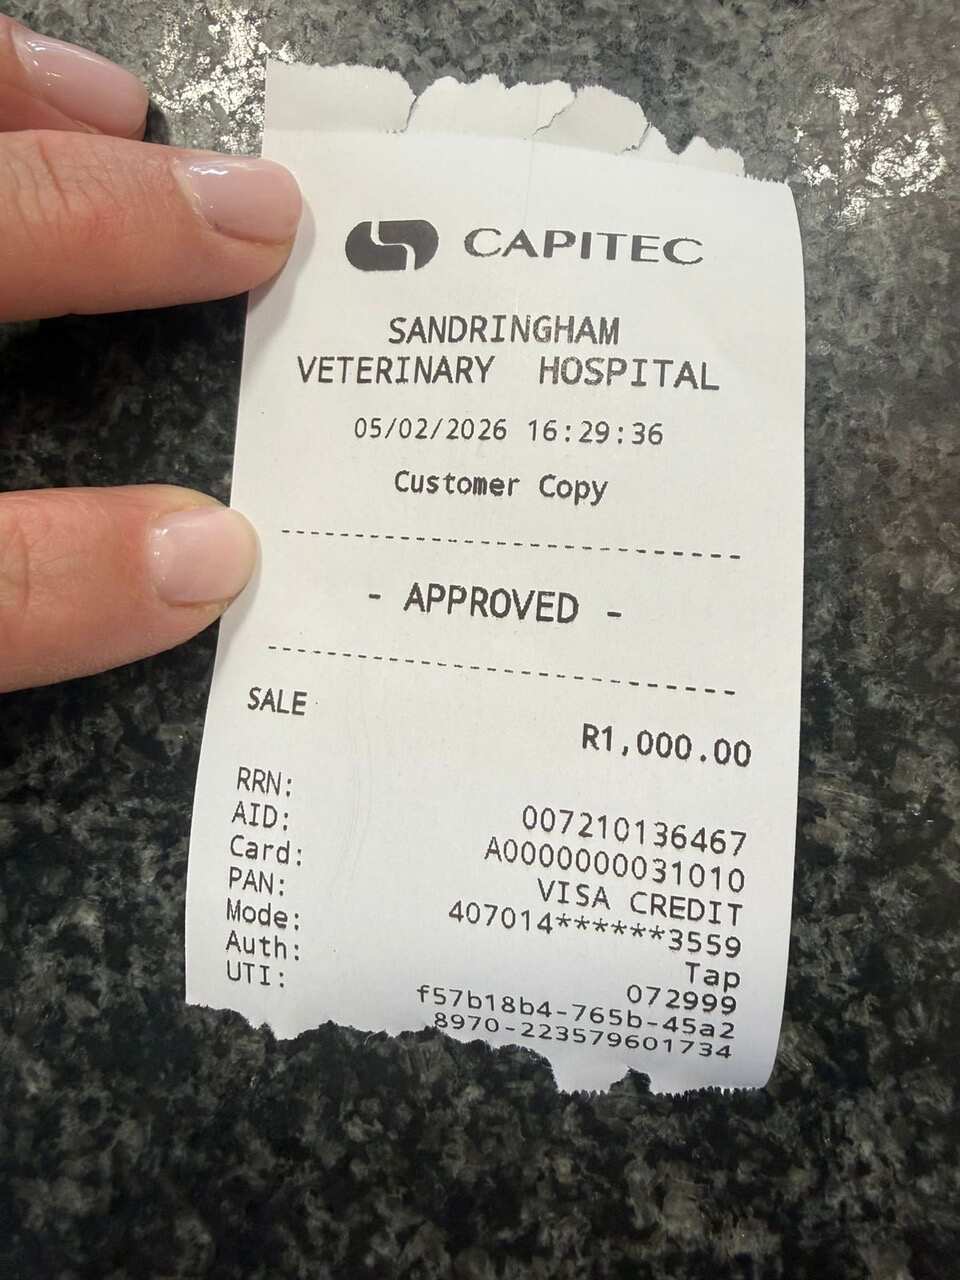 CAPITEC
SANDRINGHAM
VETERINARY HOSPITAL
05/02/2026 16:29:36
Customer Copy
--------------------------------
- APPROVED -
--------------------------------
SALE
R1,000.00
RRN: 007210136467
AID: A0000000031010
Card: VISA CREDIT
PAN: 407014******3559
Mode: Tap
Auth: 072999
UTI: f57b18b4-765b-45a2
8970-223579601734